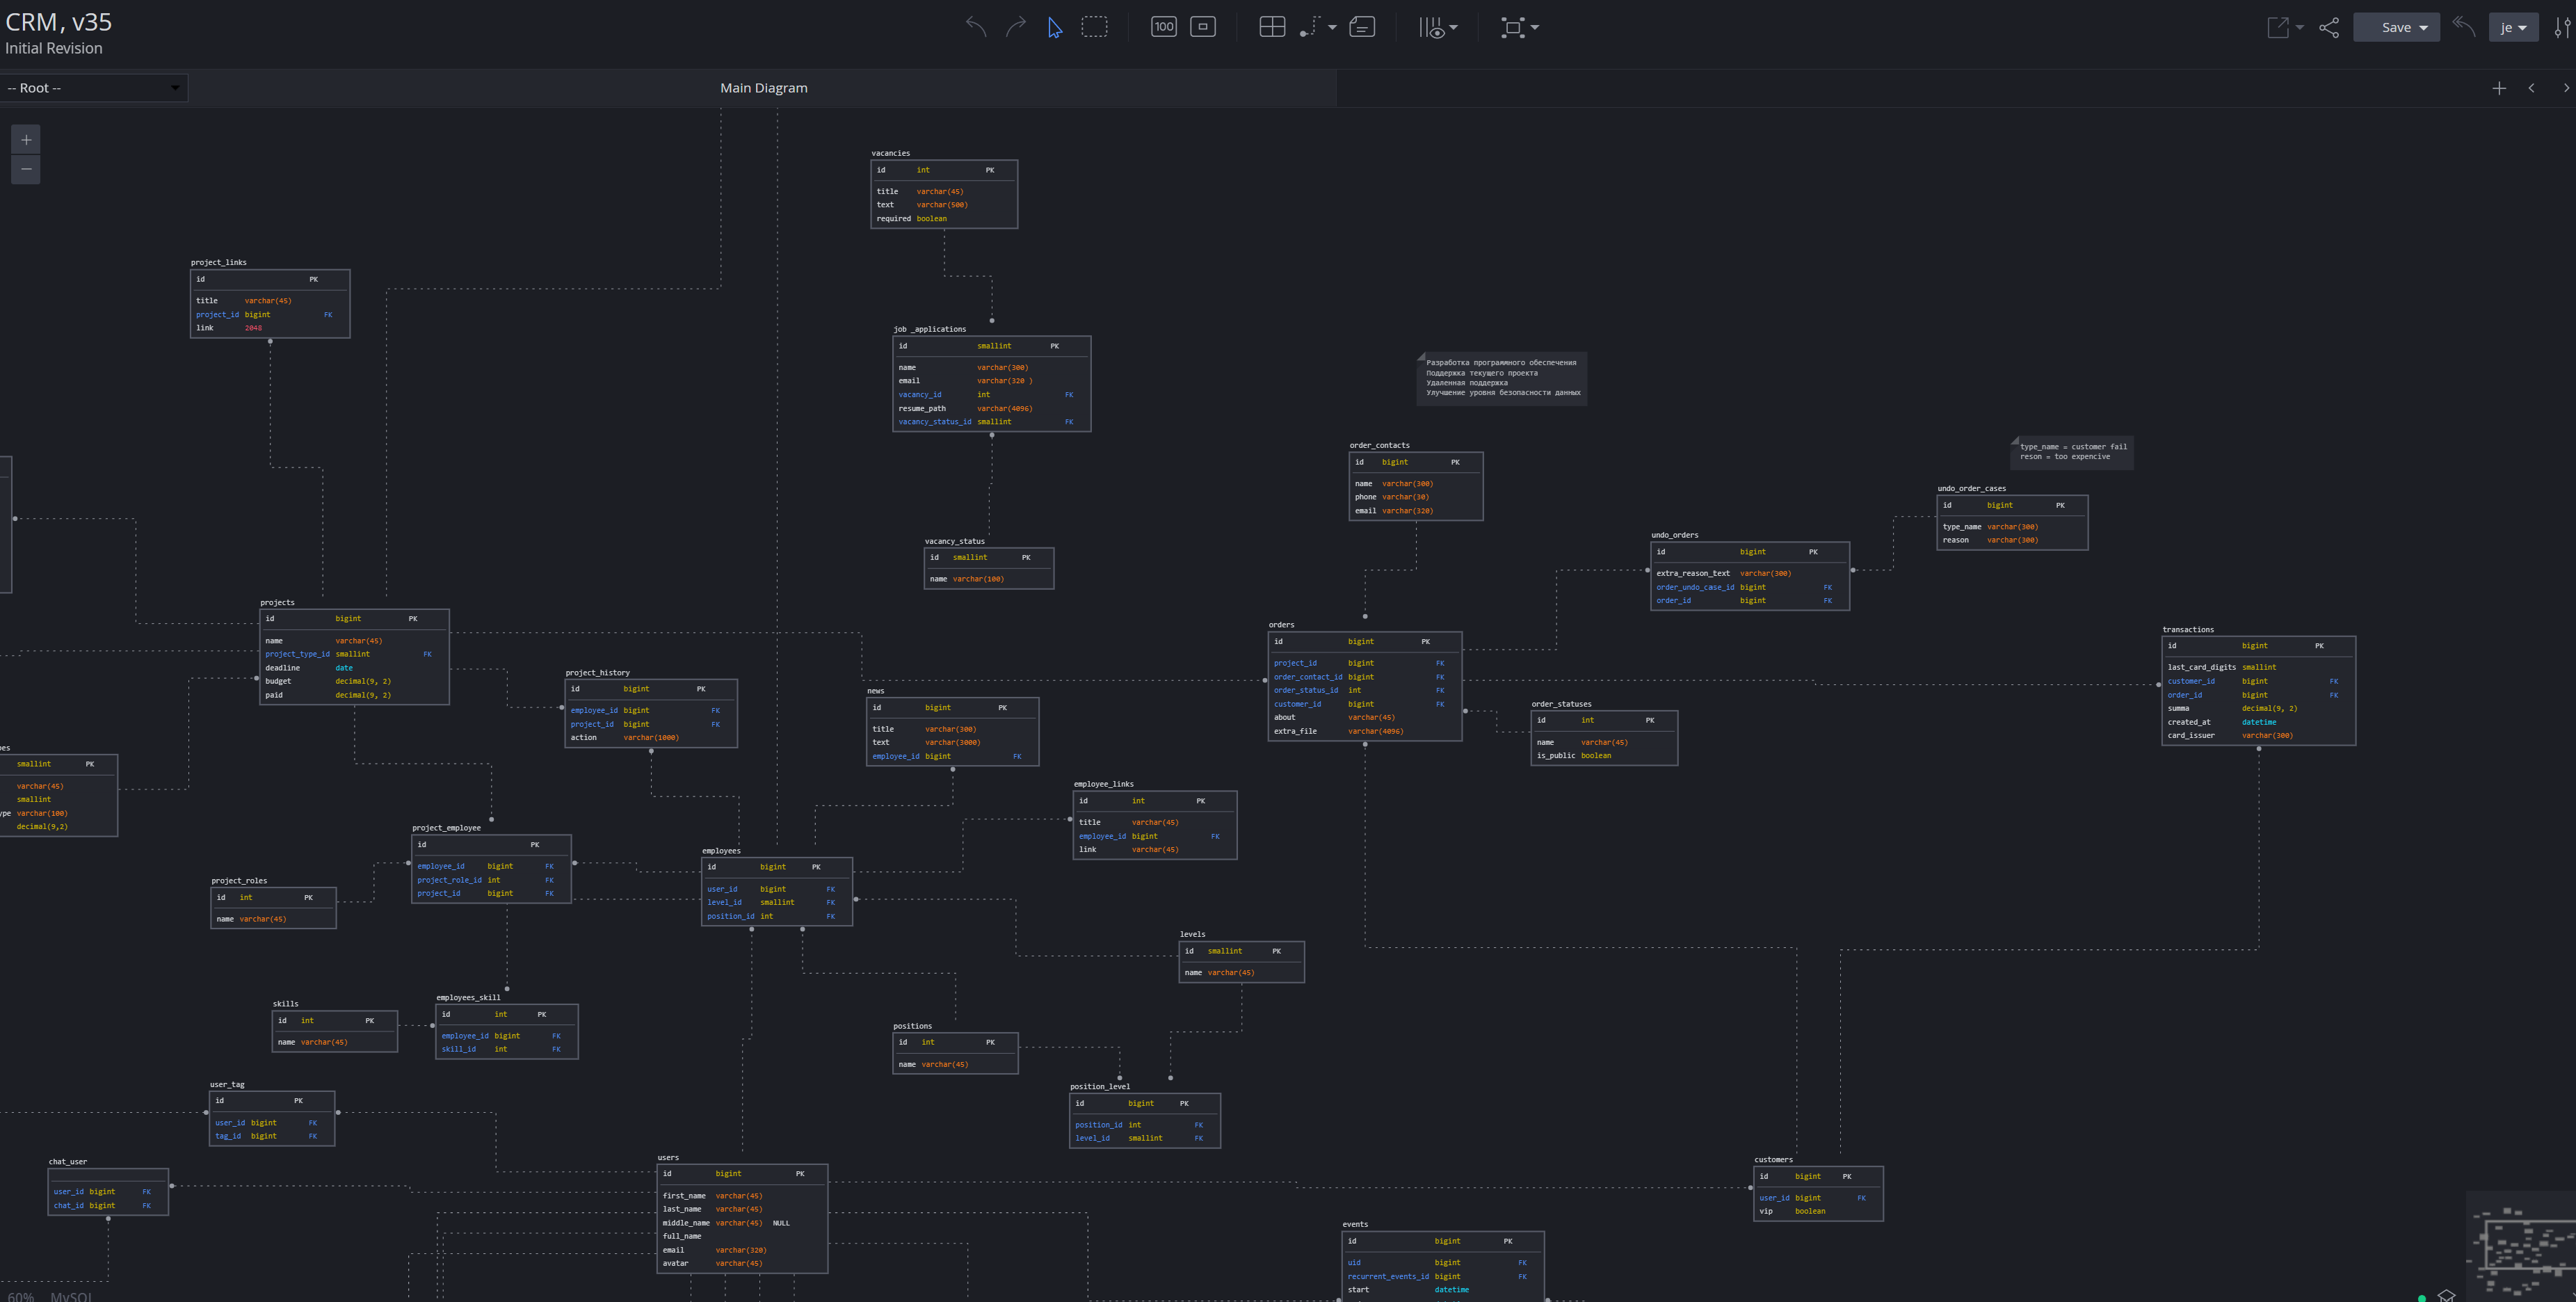 CRM, v35
Initial Revision
100
Save
je
-- Root --
Main Diagram
vacancies
id int PK
title varchar(45)
text varchar(500)
required boolean
project_links
id PK
title varchar(45)
project_id bigint FK
link 2048
job _applications
id smallint PK
name varchar(300)
email varchar(320 )
vacancy_id int FK
resume_path varchar(4096)
vacancy_status_id smallint FK
Разработка программного обеспечения
Поддержка текущего проекта
Удаленная поддержка
Улучшение уровня безопасности данных
order_contacts
id bigint PK
name varchar(300)
phone varchar(30)
email varchar(320)
type_name = customer fail
reson = too expencive
undo_order_cases
id bigint PK
type_name varchar(300)
reason varchar(300)
undo_orders
id bigint PK
extra_reason_text varchar(300)
order_undo_case_id bigint FK
order_id bigint FK
vacancy_status
id smallint PK
name varchar(100)
projects
id bigint PK
name varchar(45)
project_type_id smallint FK
deadline date
budget decimal(9, 2)
paid decimal(9, 2)
orders
id bigint PK
project_id bigint FK
order_contact_id bigint FK
order_status_id int FK
customer_id bigint FK
about varchar(45)
extra_file varchar(4096)
transactions
id bigint PK
last_card_digits smallint
customer_id bigint FK
order_id bigint FK
summa decimal(9, 2)
created_at datetime
card_issuer varchar(300)
project_history
id bigint PK
employee_id bigint FK
project_id bigint FK
action varchar(1000)
news
id bigint PK
title varchar(300)
text varchar(3000)
employee_id bigint FK
order_statuses
id int PK
name varchar(45)
is_public boolean
pes
smallint PK
varchar(45)
smallint
ype varchar(100)
decimal(9,2)
employee_links
id int PK
title varchar(45)
employee_id bigint FK
link varchar(45)
project_employee
id PK
employee_id bigint FK
project_role_id int FK
project_id bigint FK
employees
id bigint PK
user_id bigint FK
level_id smallint FK
position_id int FK
project_roles
id int PK
name varchar(45)
levels
id smallint PK
name varchar(45)
skills
id int PK
name varchar(45)
employees_skill
id int PK
employee_id bigint FK
skill_id int FK
positions
id int PK
name varchar(45)
user_tag
id PK
user_id bigint FK
tag_id bigint FK
position_level
id bigint PK
position_id int FK
level_id smallint FK
chat_user
user_id bigint FK
chat_id bigint FK
users
id bigint PK
first_name varchar(45)
last_name varchar(45)
middle_name varchar(45) NULL
full_name
email varchar(320)
avatar varchar(45)
customers
id bigint PK
user_id bigint FK
vip boolean
events
id bigint PK
uid bigint FK
recurrent_events_id bigint FK
start datetime
60% MySQL